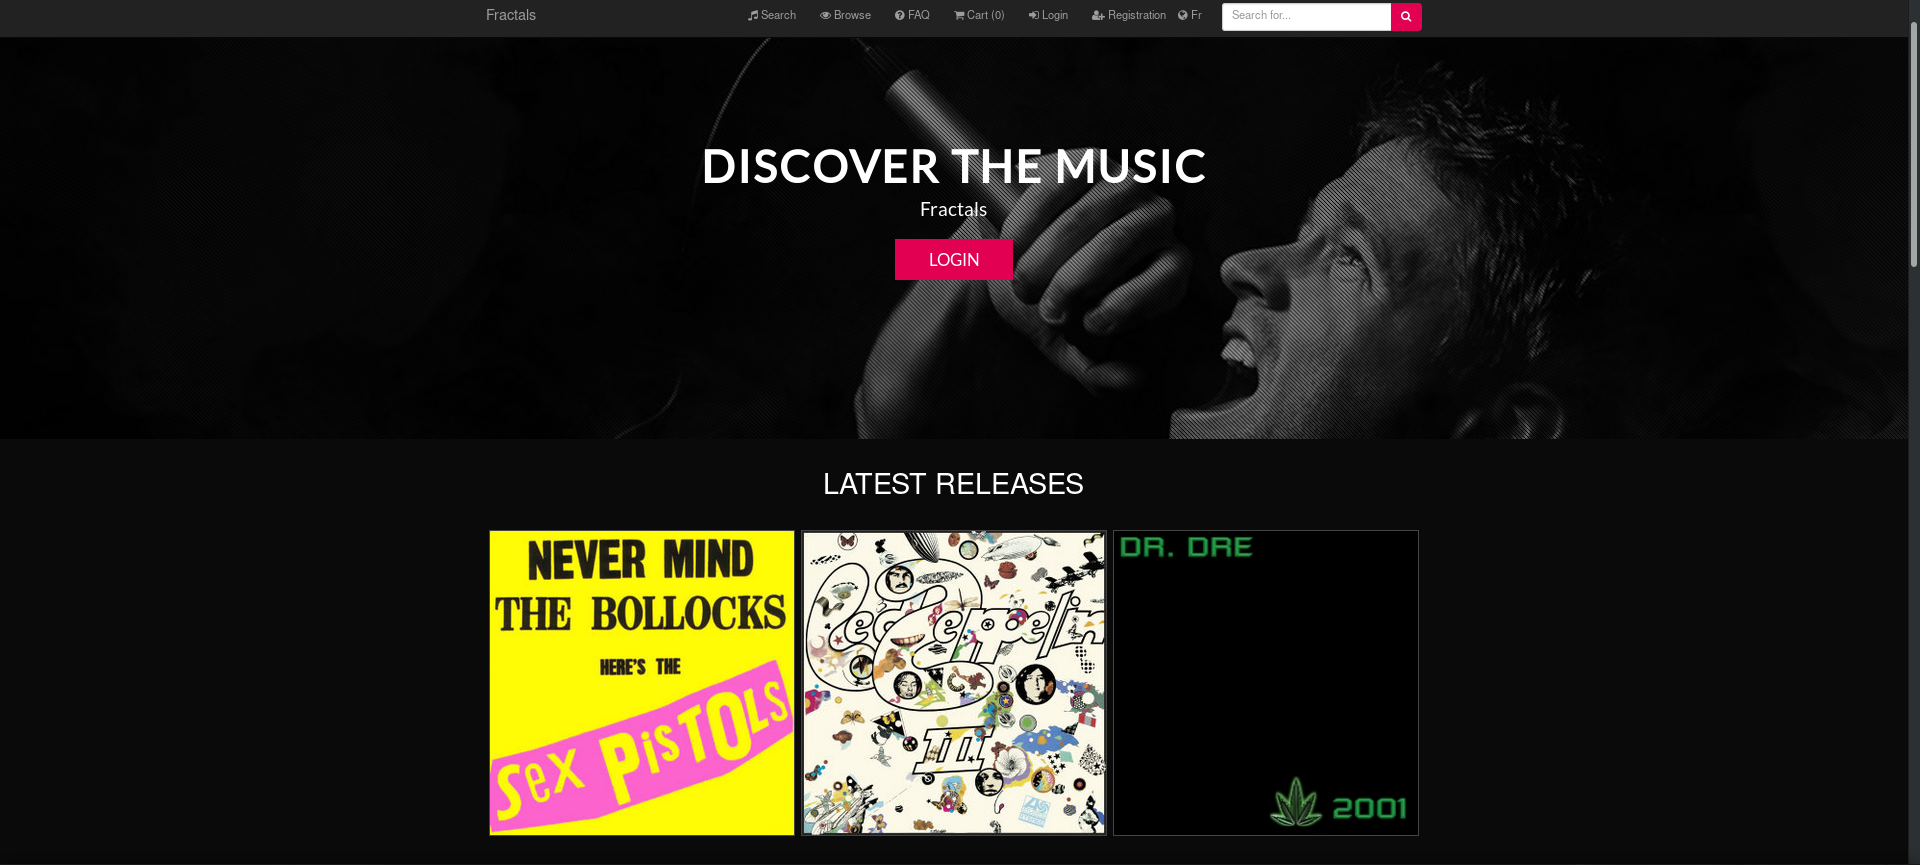 Fractals
Search
Browse
FAQ
Cart (0)
Login
Registration
Fr
Search for...
DISCOVER THE MUSIC
Fractals
LOGIN
LATEST RELEASES
NEVER MIND
THE BOLLOCKS
HERE'S THE
Sex PisTOLs
Led Zeppelin
III
DR. DRE
2001